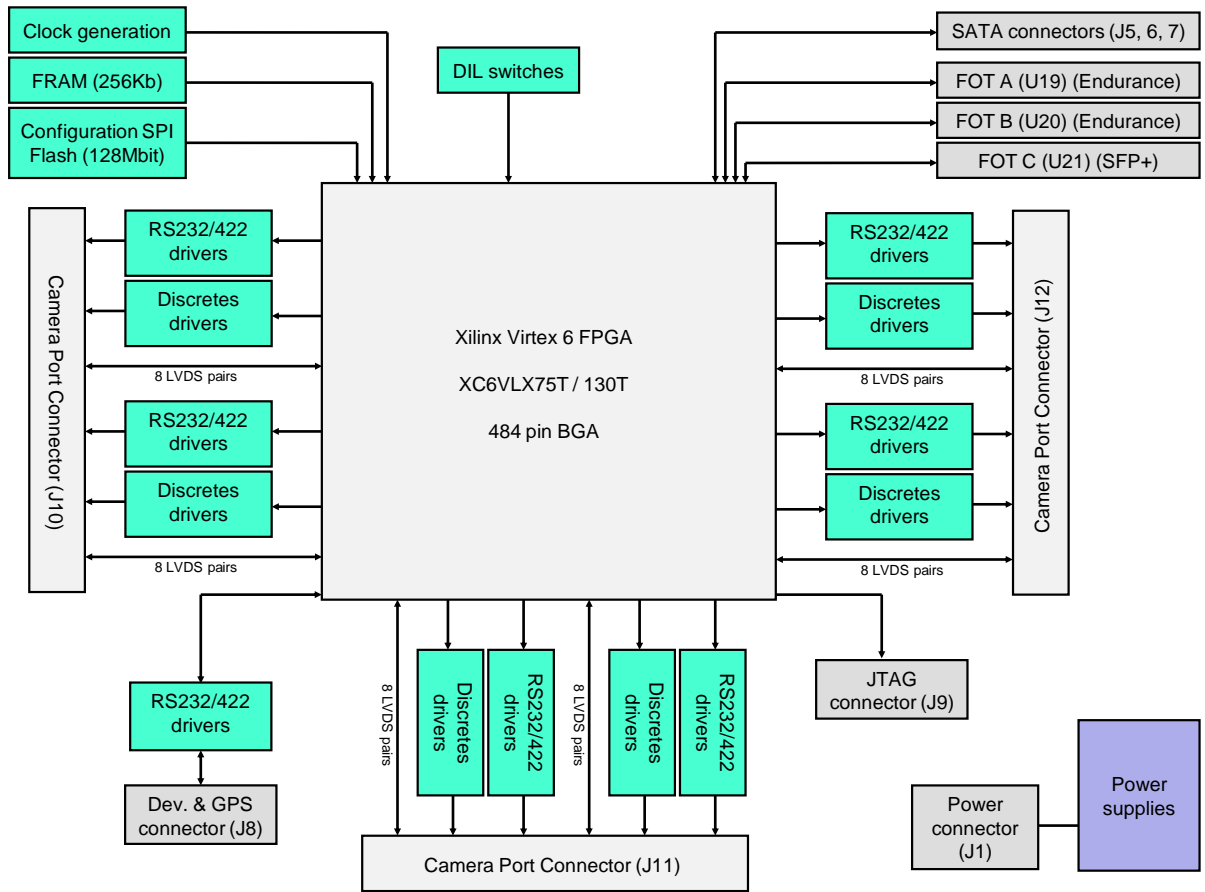 Clock generation
FRAM (256Kb)
Configuration SPI
Flash (128Mbit)
DIL switches
SATA connectors (J5, 6, 7)
FOT A (U19) (Endurance)
FOT B (U20) (Endurance)
FOT C (U21) (SFP+)
Camera Port Connector (J10)
RS232/422
drivers
Discretes
drivers
8 LVDS pairs
RS232/422
drivers
Discretes
drivers
8 LVDS pairs
Xilinx Virtex 6 FPGA
XC6VLX75T / 130T
484 pin BGA
RS232/422
drivers
Discretes
drivers
8 LVDS pairs
RS232/422
drivers
Discretes
drivers
8 LVDS pairs
Camera Port Connector (J12)
RS232/422
drivers
Dev. & GPS
connector (J8)
8 LVDS pairs
Discretes
drivers
RS232/422
drivers
8 LVDS pairs
Discretes
drivers
RS232/422
drivers
Camera Port Connector (J11)
JTAG
connector (J9)
Power
connector
(J1)
Power
supplies